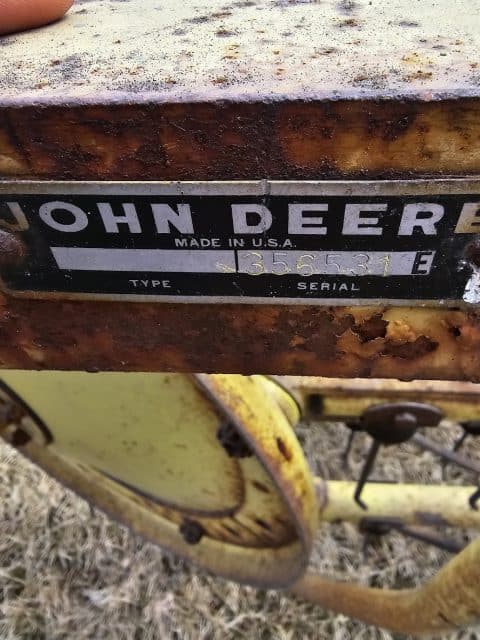 JOHN DEERE
MADE IN U.S.A.
356531 E
TYPE SERIAL